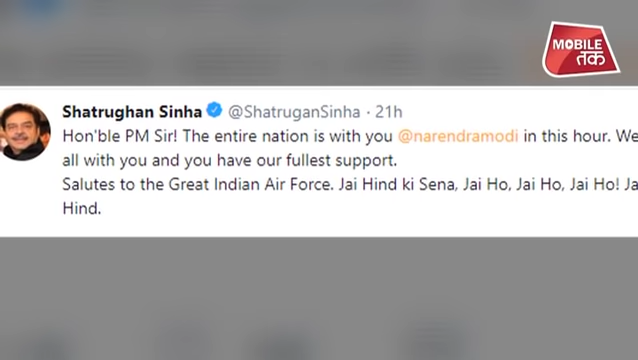 MOBILE
तक
Shatrughan Sinha @ShatruganSinha · 21h
Hon'ble PM Sir! The entire nation is with you @narendramodi in this hour. We
all with you and you have our fullest support.
Salutes to the Great Indian Air Force. Jai Hind ki Sena, Jai Ho, Jai Ho, Jai Ho!
Hind.